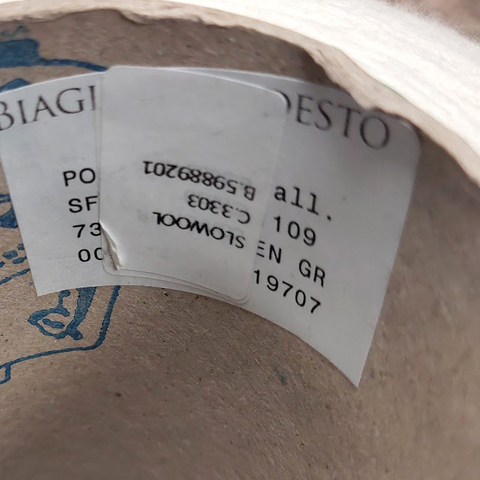 BIAGI DESTO
PO all.
SF 109
73 EN GR
00 19707
SLOWOOL
C.3303
B.59889201